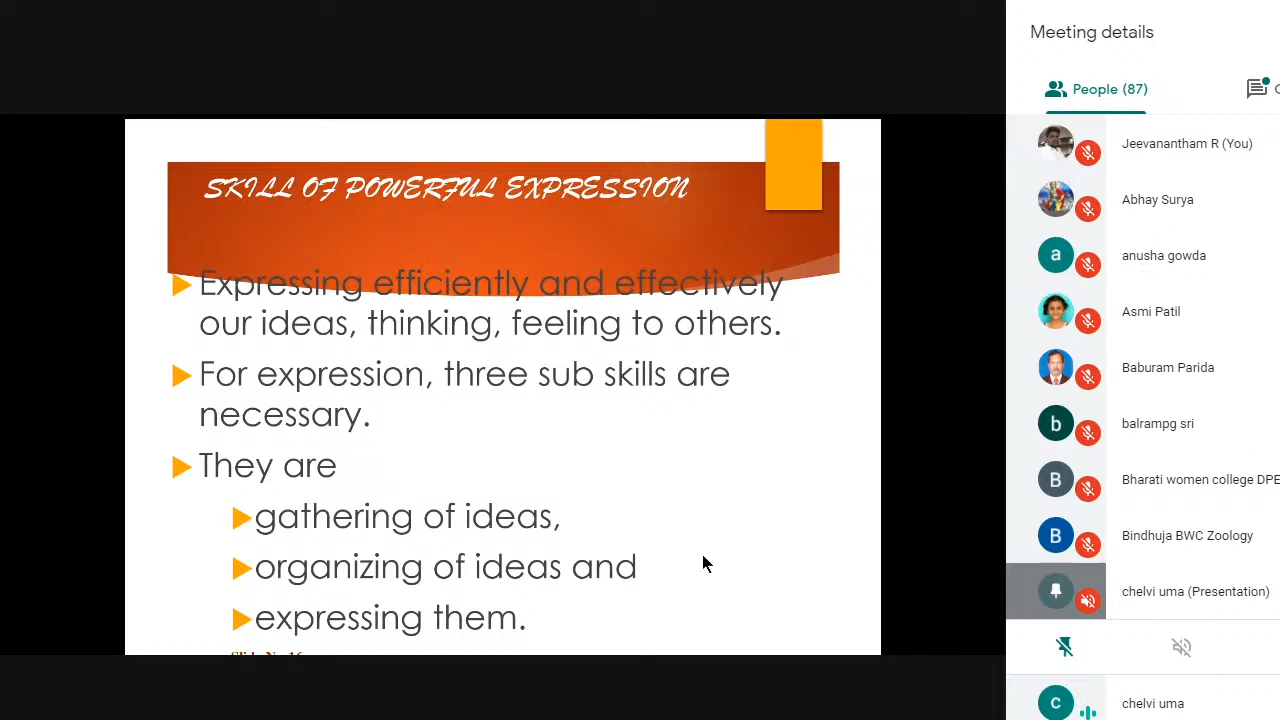 SKILL OF POWERFUL EXPRESSION
Expressing efficiently and effectively
our ideas, thinking, feeling to others.
For expression, three sub skills are
necessary.
They are
gathering of ideas,
organizing of ideas and
expressing them.
Meeting details
People (87)
Jeevanantham R (You)
Abhay Surya
a
anusha gowda
Asmi Patil
Baburam Parida
b
balrampg sri
B
Bharati women college DPE
B
Bindhuja BWC Zoology
chelvi uma (Presentation)
c
chelvi uma